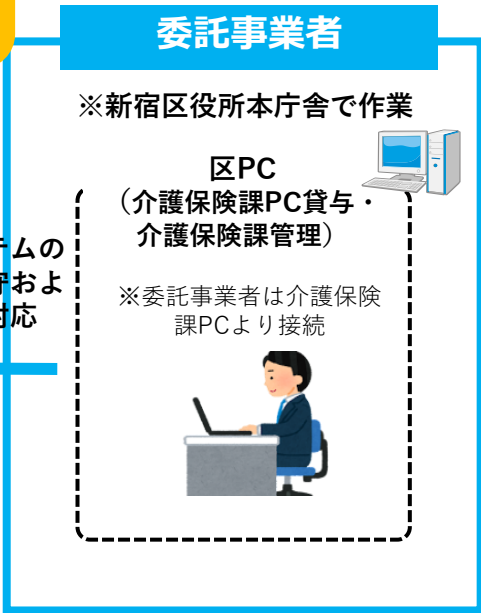 委託事業者
※新宿区役所本庁舎で作業
区PC
（介護保険課PC貸与・
介護保険課管理）
テムの
守およ
対応
※委託事業者は介護保険
課PCより接続